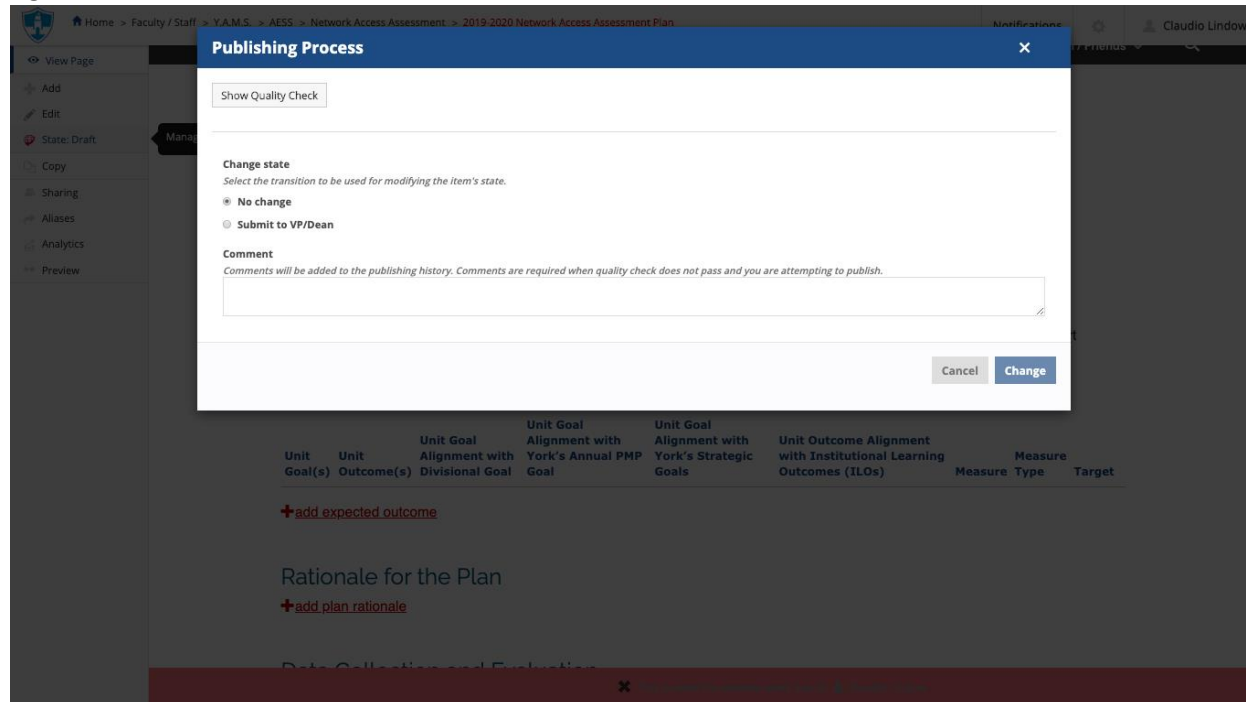 Home > Faculty / Staff > Y.A.M.S. > AESS > Network Access Assessment > 2019-2020 Network Access Assessment Plan
Notifications
Claudio Lindow
View Page
Add
Edit
State: Draft
Copy
Sharing
Aliases
Analytics
Preview
Manag
/ Friends
Publishing Process
×
Show Quality Check
Change state
Select the transition to be used for modifying the item's state.
No change
Submit to VP/Dean
Comment
Comments will be added to the publishing history. Comments are required when quality check does not pass and you are attempting to publish.
Cancel Change
Unit Goal(s)
Unit Outcome(s)
Unit Goal Alignment with Divisional Goal
Unit Goal Alignment with York's Annual PMP Goal
Unit Goal Alignment with York's Strategic Goals
Unit Outcome Alignment with Institutional Learning Outcomes (ILOs)
Measure
Measure Type
Target
add expected outcome
Rationale for the Plan
add plan rationale
Data Collection and Evaluation